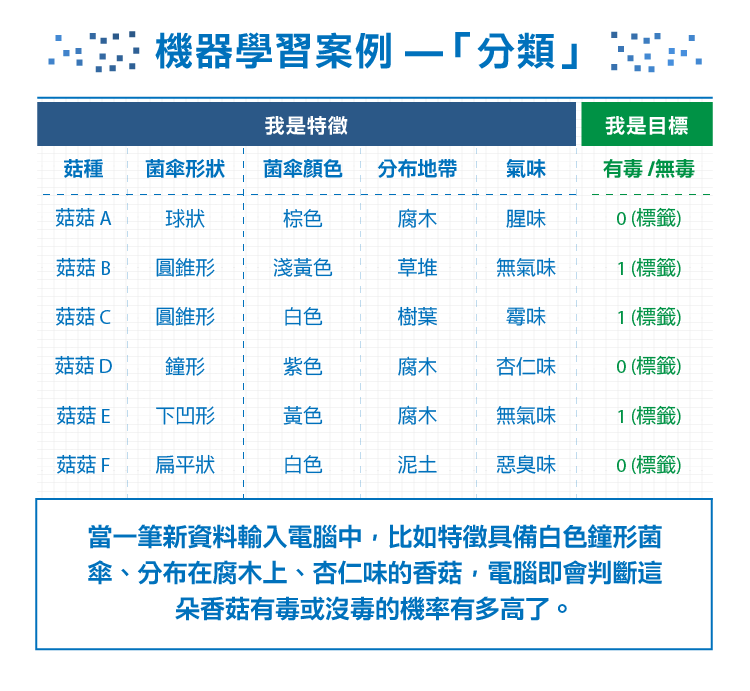 機器學習案例 —「分類」
我是特徵 我是目標
菇種 菌傘形狀 菌傘顏色 分布地帶 氣味 有毒 /無毒
菇菇 A 球狀 棕色 腐木 腥味 0 (標籤)
菇菇 B 圓錐形 淺黃色 草堆 無氣味 1 (標籤)
菇菇 C 圓錐形 白色 樹葉 霉味 1 (標籤)
菇菇 D 鐘形 紫色 腐木 杏仁味 0 (標籤)
菇菇 E 下凹形 黃色 腐木 無氣味 1 (標籤)
菇菇 F 扁平狀 白色 泥土 惡臭味 0 (標籤)
當一筆新資料輸入電腦中，比如特徵具備白色鐘形菌
傘、分布在腐木上、杏仁味的香菇，電腦即會判斷這
朵香菇有毒或沒毒的機率有多高了。